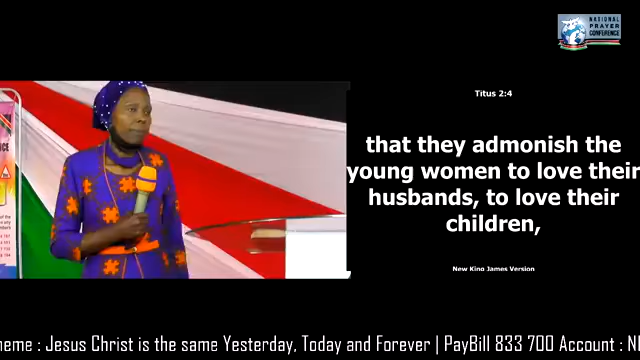 NATIONAL
PRAYER
CONFERENCE
Titus 2:4
that they admonish the
young women to love their
husbands, to love their
children,
New King James Version
heme : Jesus Christ is the same Yesterday, Today and Forever | PayBill 833 700 Account : N